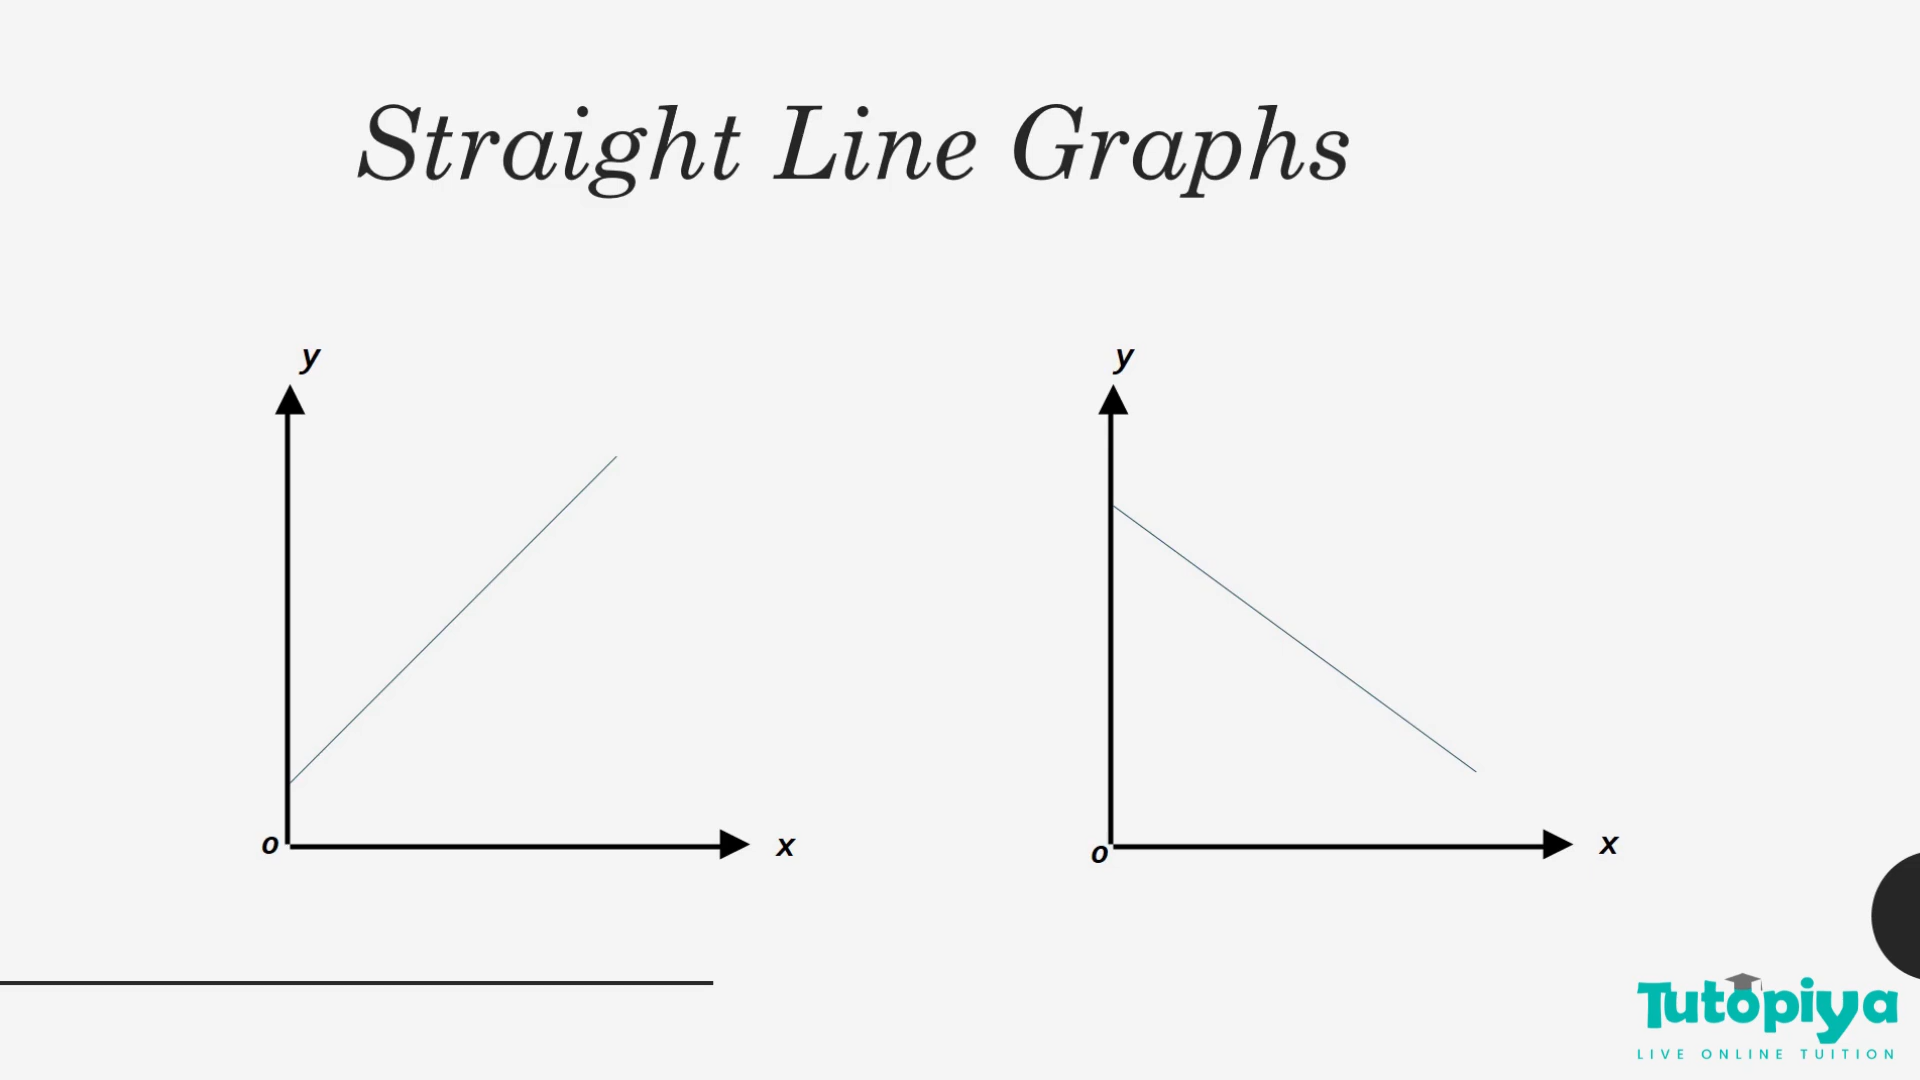 Straight Line Graphs
y
y
o
x
o
x
Tutopiya
LIVE ONLINE TUITION